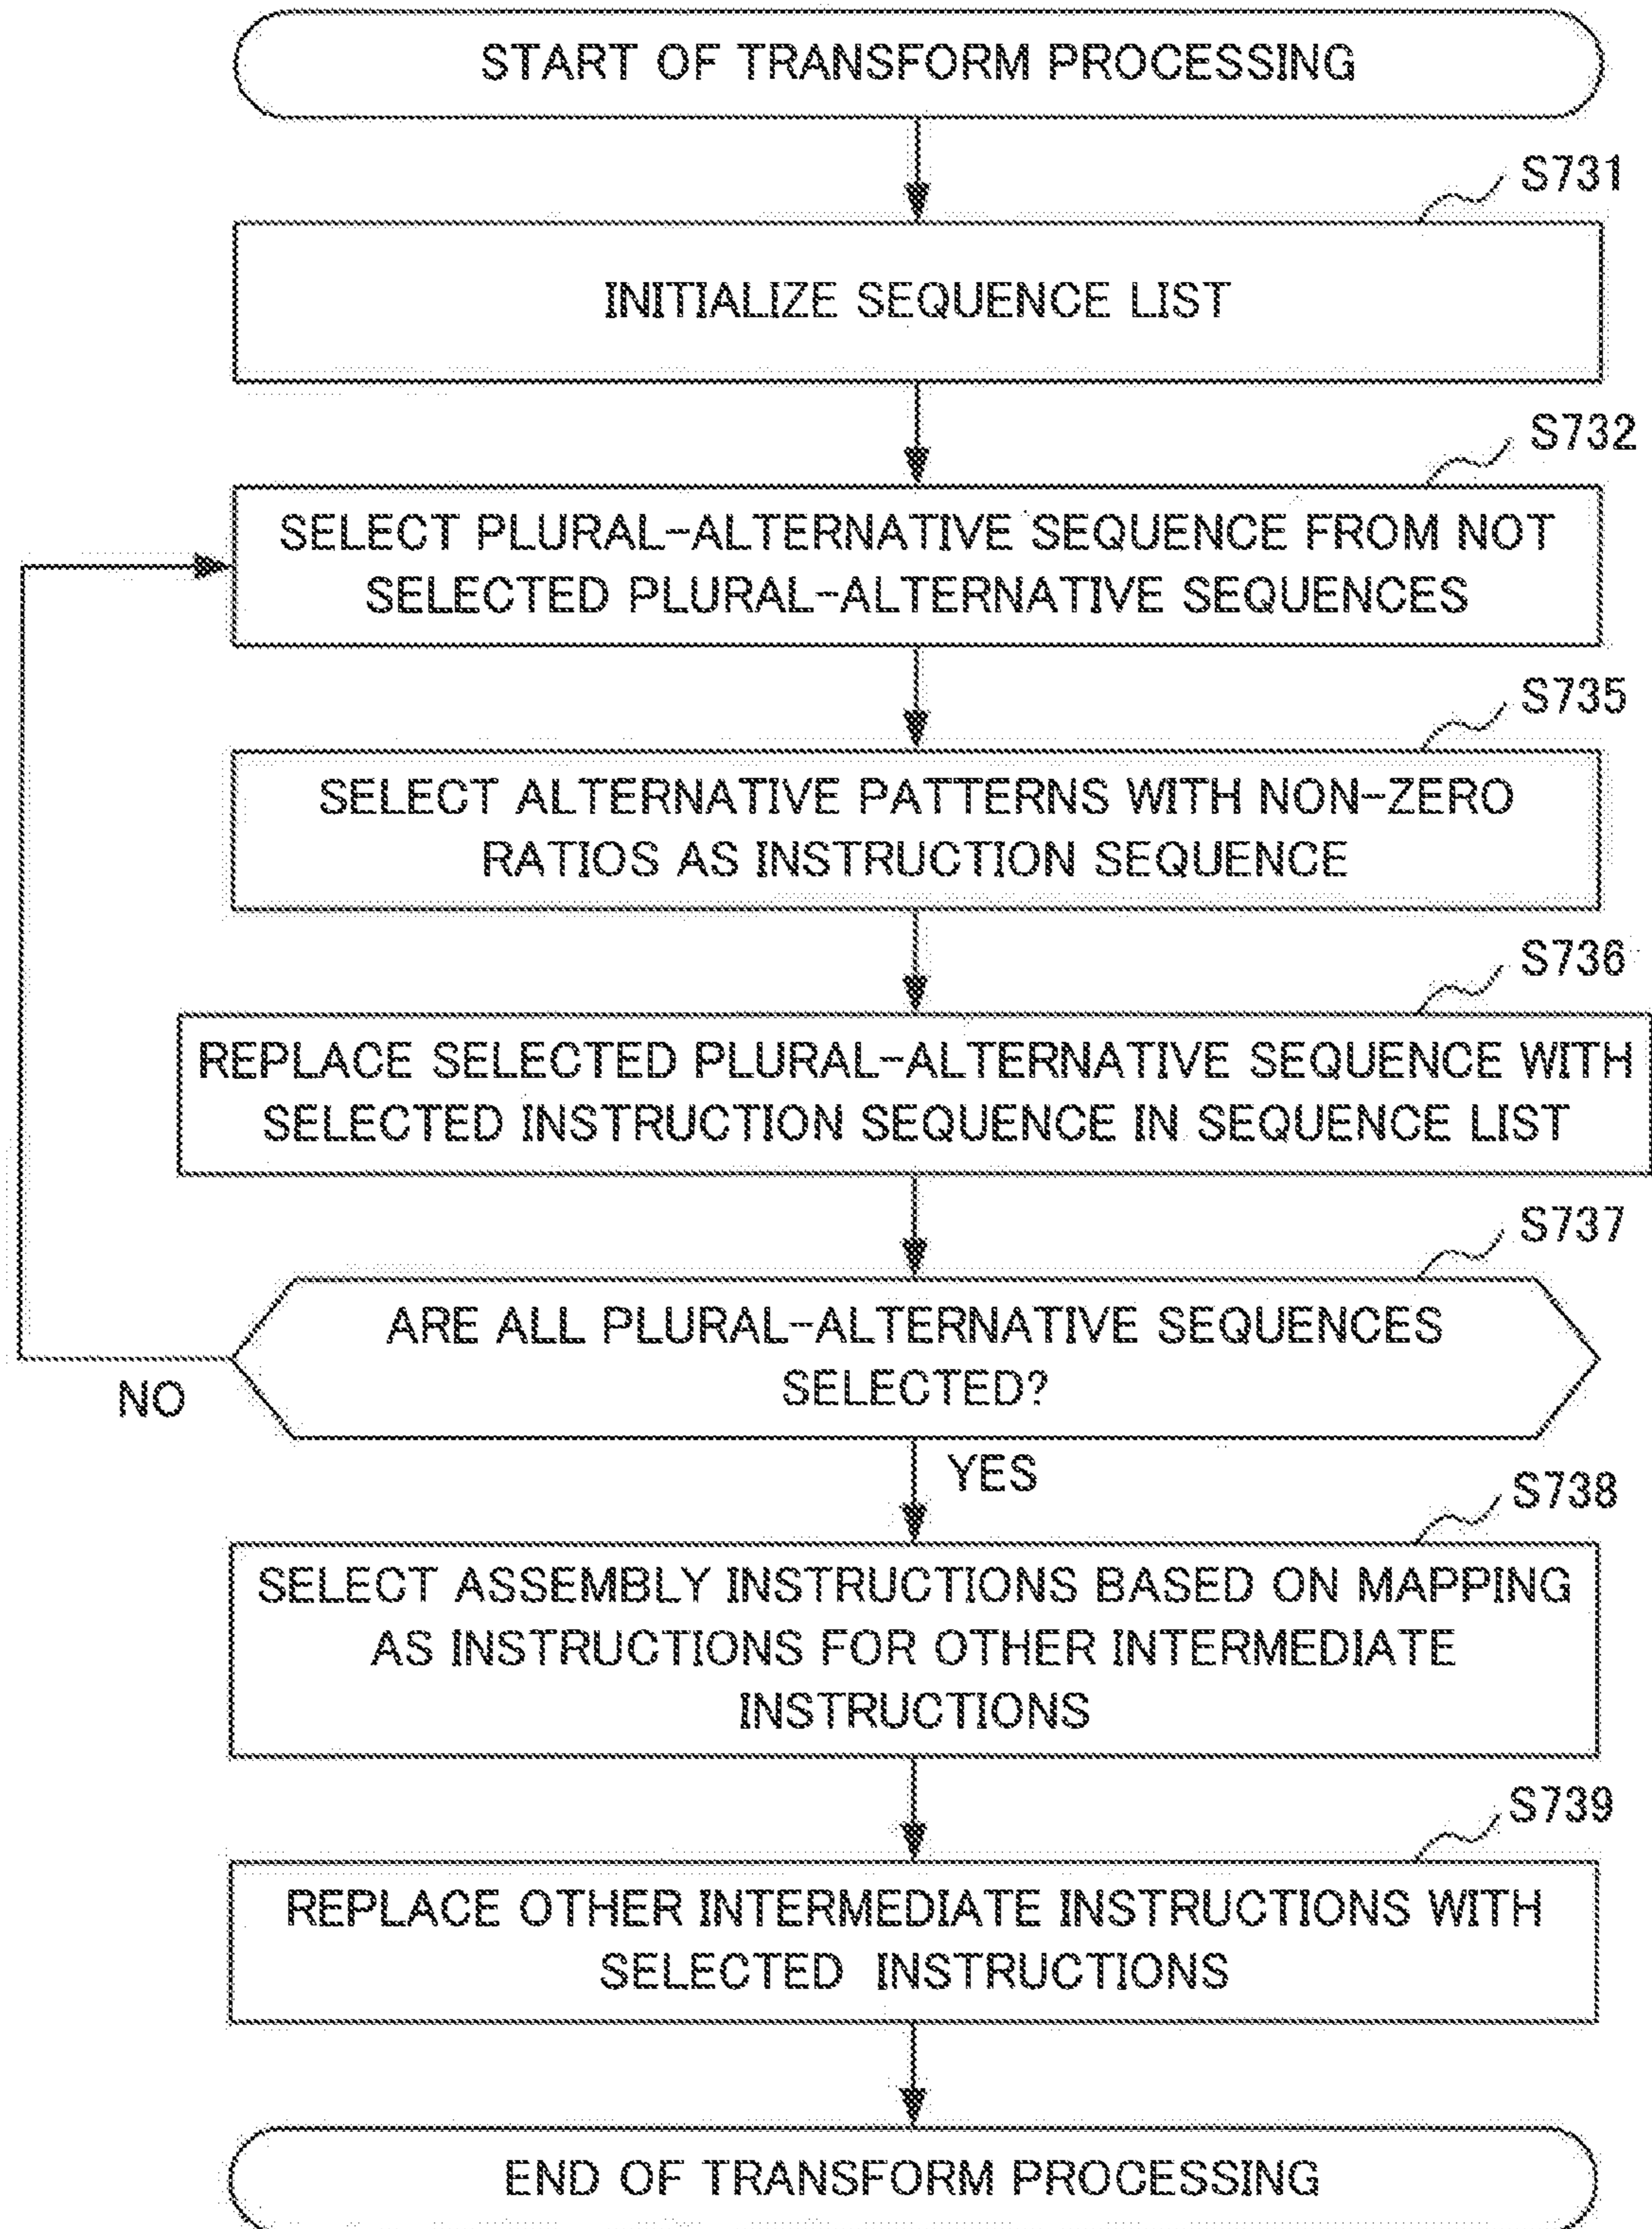 START OF TRANSFORM PROCESSING
S731
INITIALIZE SEQUENCE LIST
S732
SELECT PLURAL-ALTERNATIVE SEQUENCE FROM NOT
SELECTED PLURAL-ALTERNATIVE SEQUENCES
S735
SELECT ALTERNATIVE PATTERNS WITH NON-ZERO
RATIOS AS INSTRUCTION SEQUENCE
S736
REPLACE SELECTED PLURAL-ALTERNATIVE SEQUENCE WITH
SELECTED INSTRUCTION SEQUENCE IN SEQUENCE LIST
S737
ARE ALL PLURAL-ALTERNATIVE SEQUENCES
SELECTED?
NO
YES
S738
SELECT ASSEMBLY INSTRUCTIONS BASED ON MAPPING
AS INSTRUCTIONS FOR OTHER INTERMEDIATE
INSTRUCTIONS
S739
REPLACE OTHER INTERMEDIATE INSTRUCTIONS WITH
SELECTED INSTRUCTIONS
END OF TRANSFORM PROCESSING